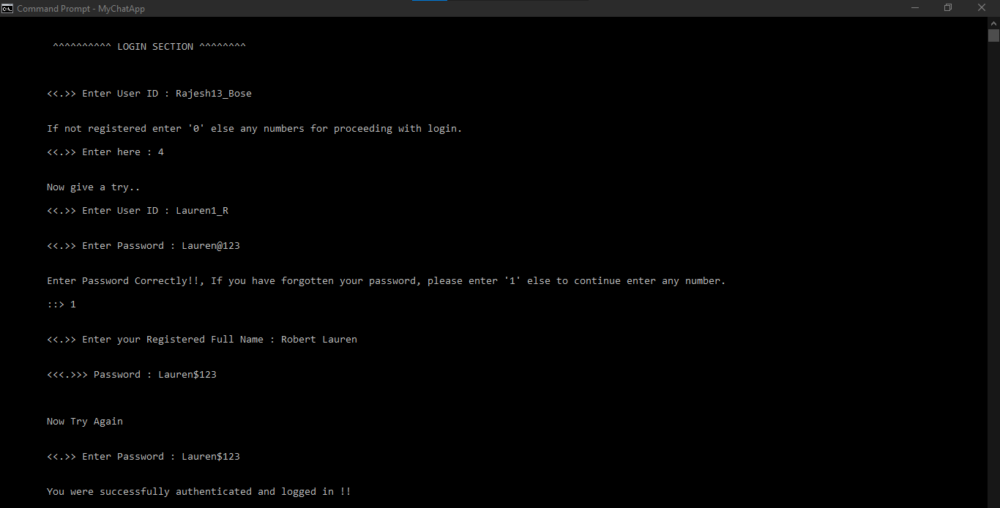 Command Prompt - MyChatApp
^^^^^^^^^^ LOGIN SECTION ^^^^^^^^
<<.>> Enter User ID : Rajesh13_Bose
If not registered enter '0' else any numbers for proceeding with login.
<<.>> Enter here : 4
Now give a try..
<<.>> Enter User ID : Lauren1_R
<<.>> Enter Password : Lauren@123
Enter Password Correctly!!, If you have forgotten your password, please enter '1' else to continue enter any number.
::> 1
<<.>> Enter your Registered Full Name : Robert Lauren
<<<.>>> Password : Lauren$123
Now Try Again
<<.>> Enter Password : Lauren$123
You were successfully authenticated and logged in !!